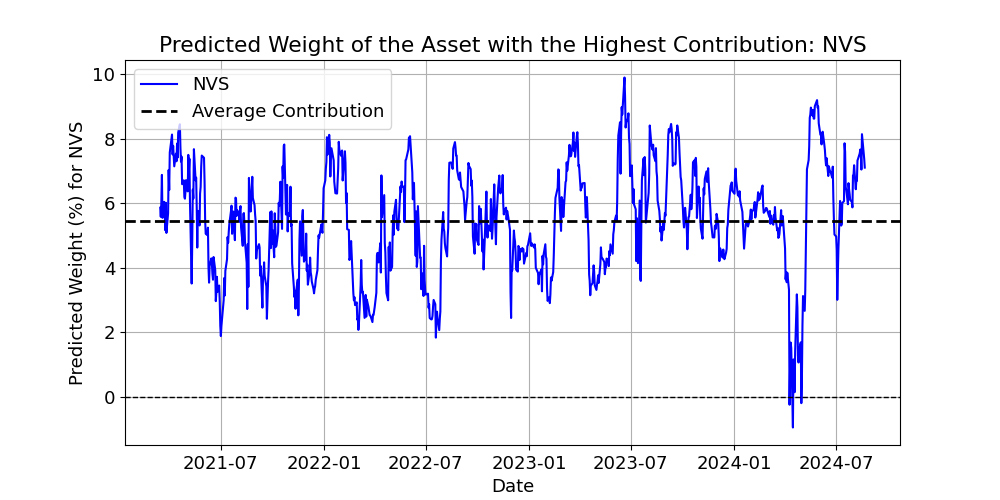 Predicted Weight of the Asset with the Highest Contribution: NVS
NVS
Average Contribution
Predicted Weight (%) for NVS
10
8
6
4
2
0
2021-07 2022-01 2022-07 2023-01 2023-07 2024-01 2024-07
Date